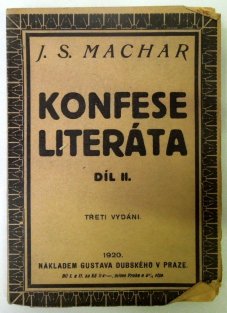 J. S. MACHAR
KONFESE
LITERÁTA
DÍL II.
TŘETÍ VYDÁNÍ.
1920.
NÁKLADEM GUSTAVA DUBSKÉHO V PRAZE.